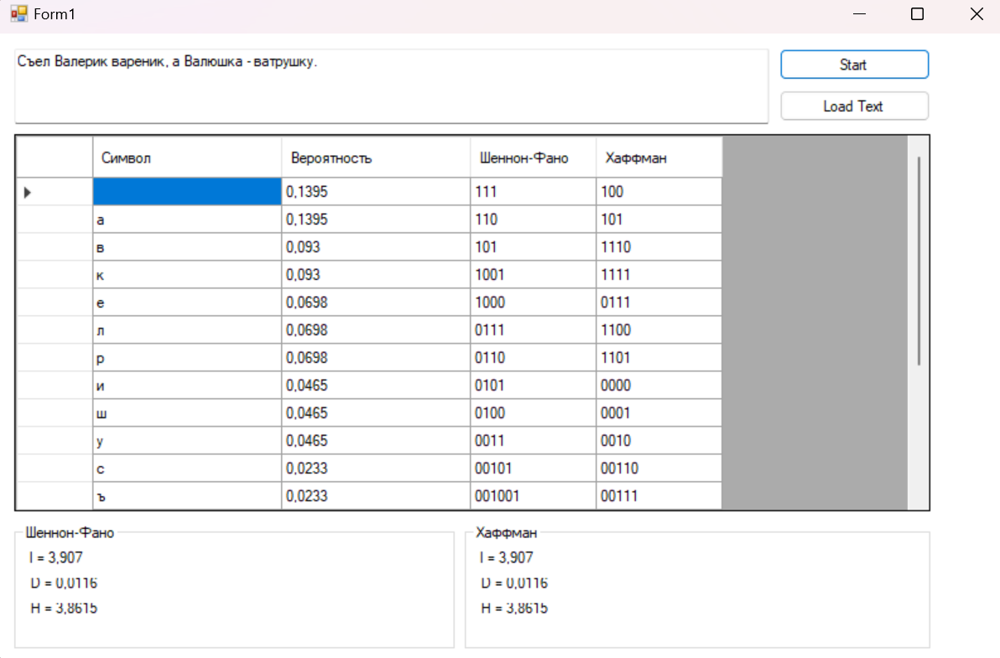 Form1
Съел Валерик вареник, а Валюшка - ватрушку.
Start
Load Text
Символ Вероятность Шеннон-Фано Хаффман
0,1395 111 100
а 0,1395 110 101
в 0,093 101 1110
к 0,093 1001 1111
е 0,0698 1000 0111
л 0,0698 0111 1100
р 0,0698 0110 1101
и 0,0465 0101 0000
ш 0,0465 0100 0001
у 0,0465 0011 0010
с 0,0233 00101 00110
ъ 0,0233 001001 00111
Шеннон-Фано
l = 3,907
D = 0,0116
H = 3,8615
Хаффман
l = 3,907
D = 0,0116
H = 3,8615